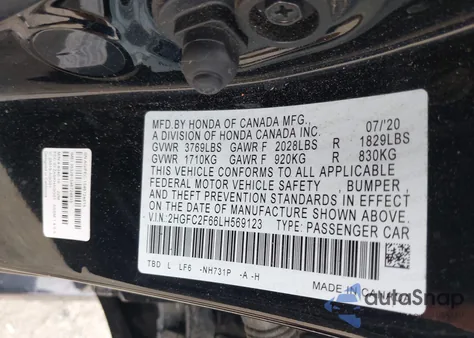 MFD.BY HONDA OF CANADA MFG.,
A DIVISION OF HONDA CANADA INC. 07/'20
GVWR 3769LBS GAWR F 2028LBS R 1829LBS
GVWR 1710KG GAWR F 920KG R 830KG
THIS VEHICLE CONFORMS TO ALL APPLICABLE
FEDERAL MOTOR VEHICLE SAFETY , BUMPER ,
AND THEFT PREVENTION STANDARDS IN EFFECT ON
THE DATE OF MANUFACTURE SHOWN ABOVE.
V.I.N: 2HGFC2F66LH569123 TYPE: PASSENGER CAR
TBD L LF6 -NH731P -A -H
MADE IN CANADA
autoSnap